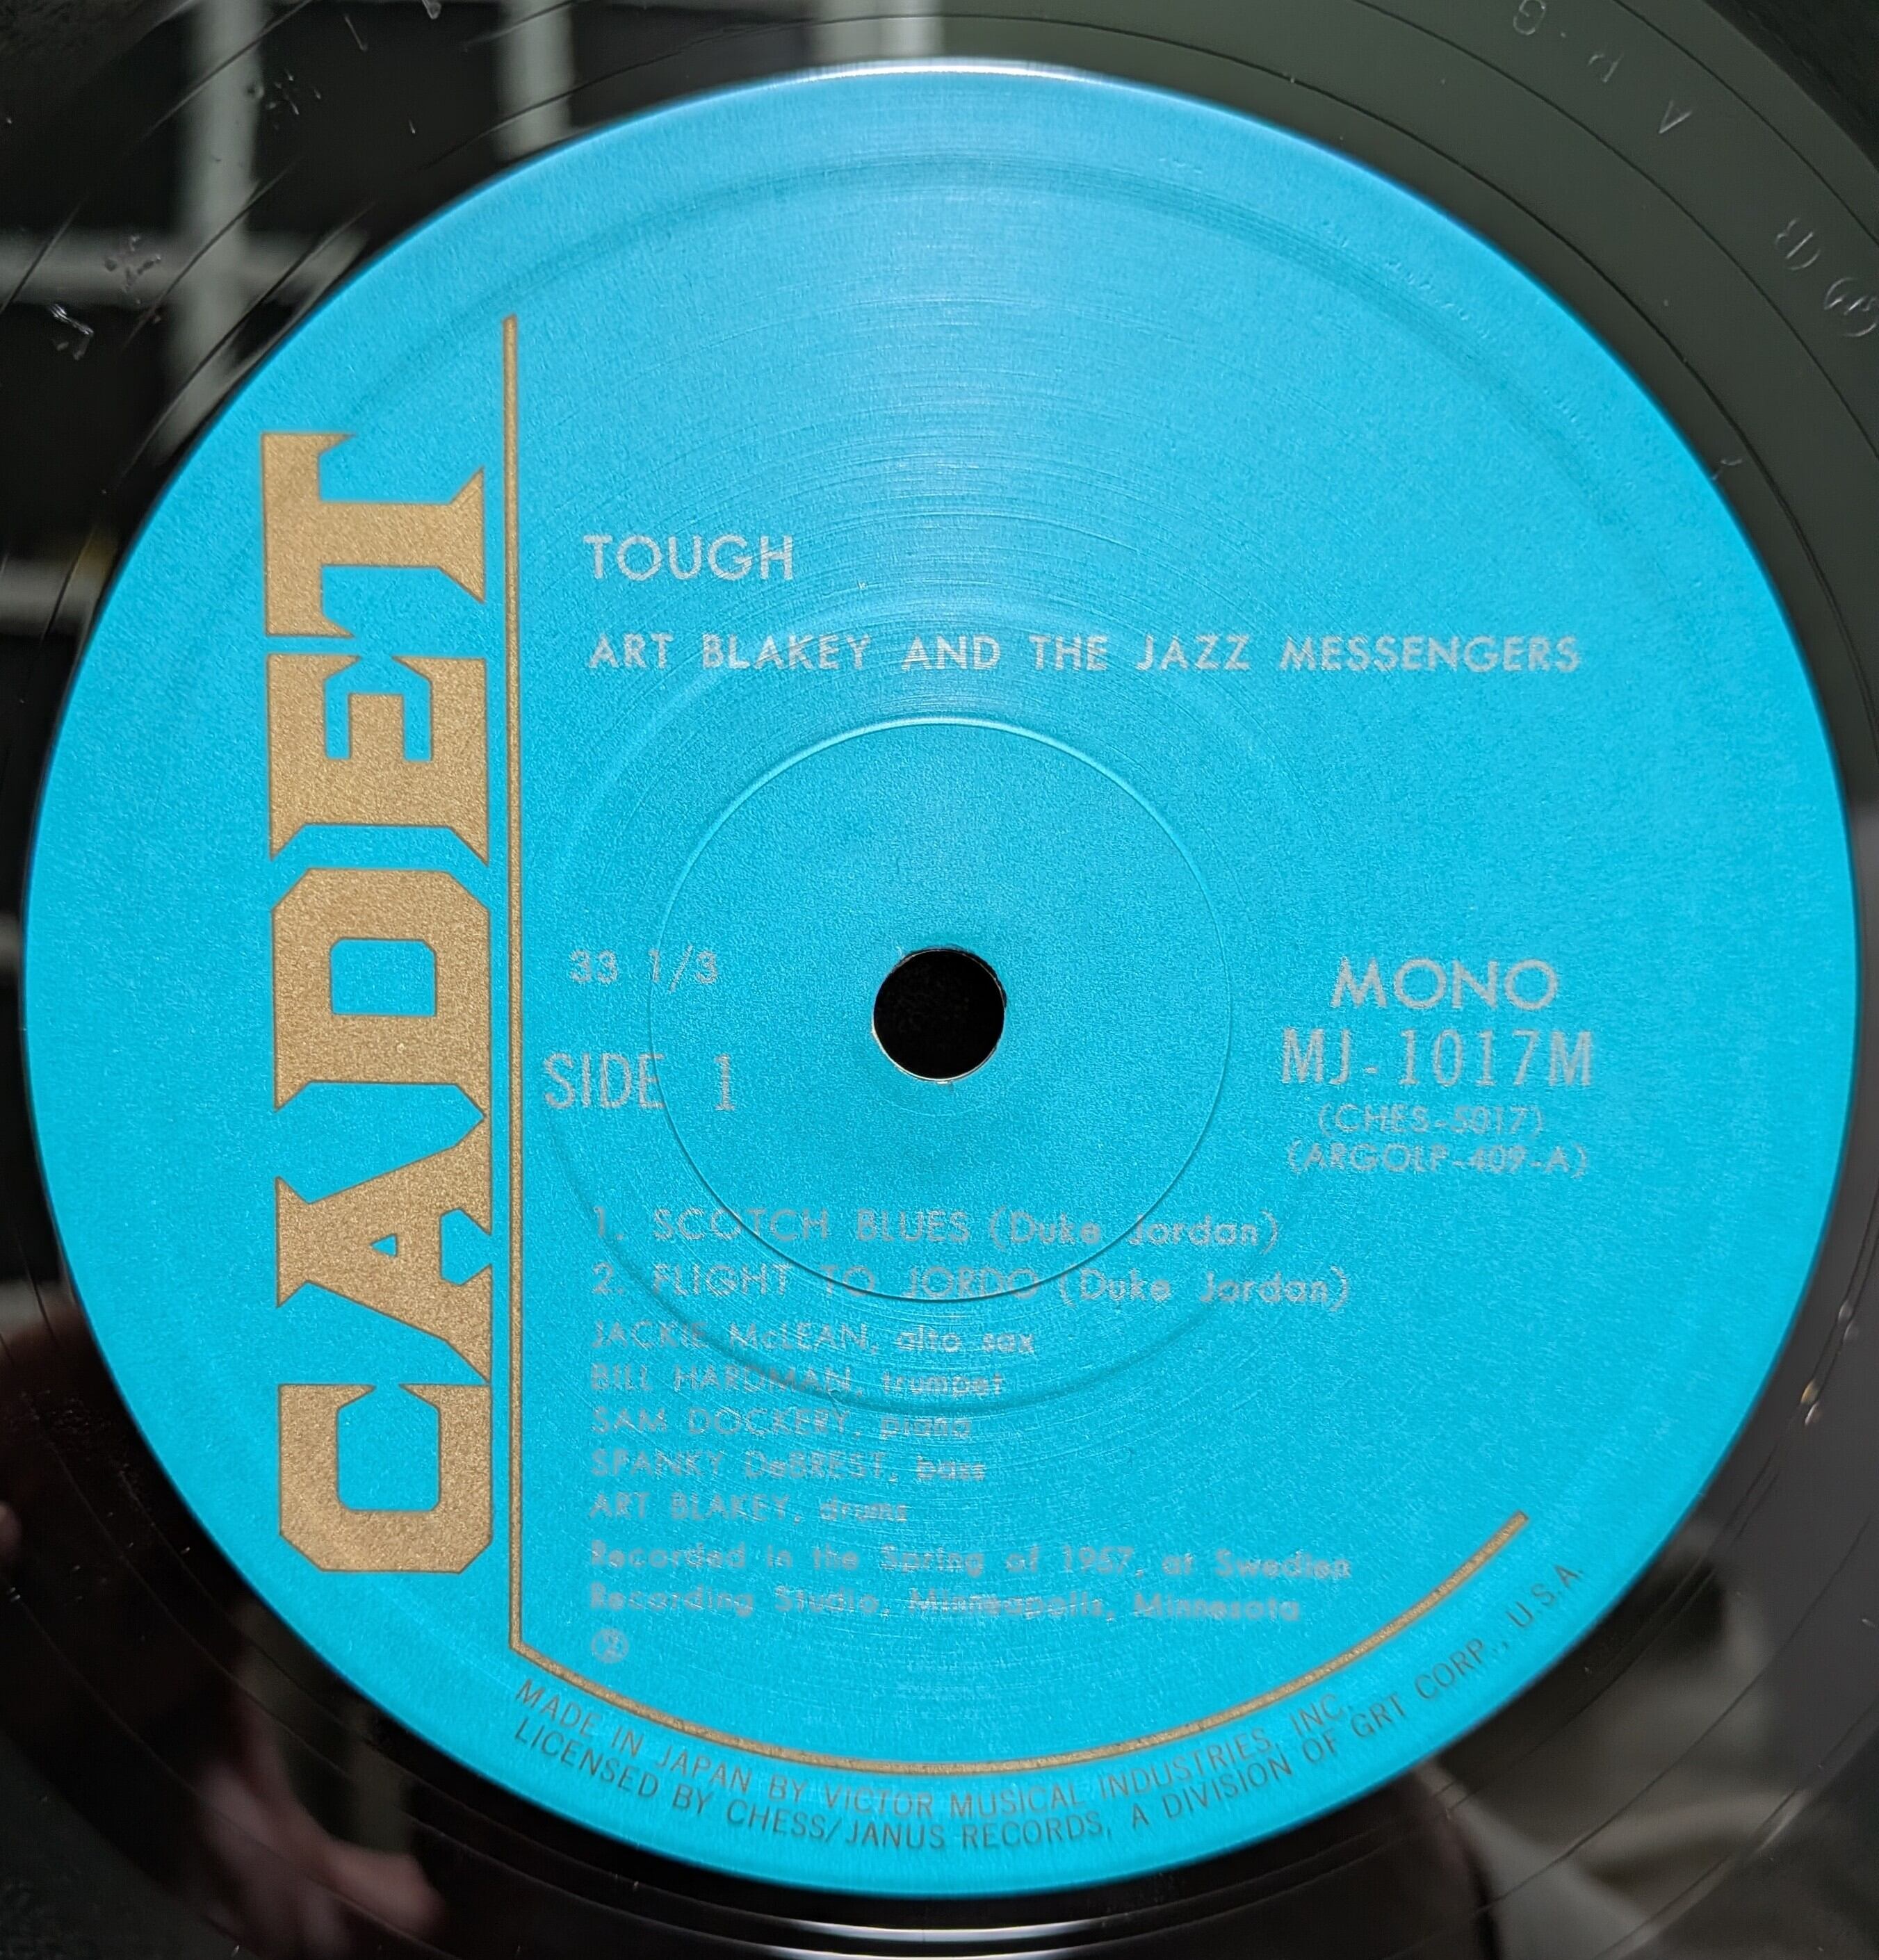 CADET
TOUGH
ART BLAKEY AND THE JAZZ MESSENGERS
33 1/3
SIDE 1
MONO
MJ-1017M
(CHES-5017)
(ARGOLP-409-A)
1. SCOTCH BLUES (Duke Jordan)
2. FLIGHT TO JORDO (Duke Jordan)
JACKIE McLEAN, alto sax
BILL HARDMAN, trumpet
SAM DOCKERY, piano
SPANKY DeBREST, bass
ART BLAKEY, drums
Recorded in the Spring of 1967, at Swedien
Recording Studio, Minneapolis, Minnesota
MADE IN JAPAN BY VICTOR MUSICAL INDUSTRIES, INC.
LICENSED BY CHESS/JANUS RECORDS, A DIVISION OF GRT CORP., U.S.A.